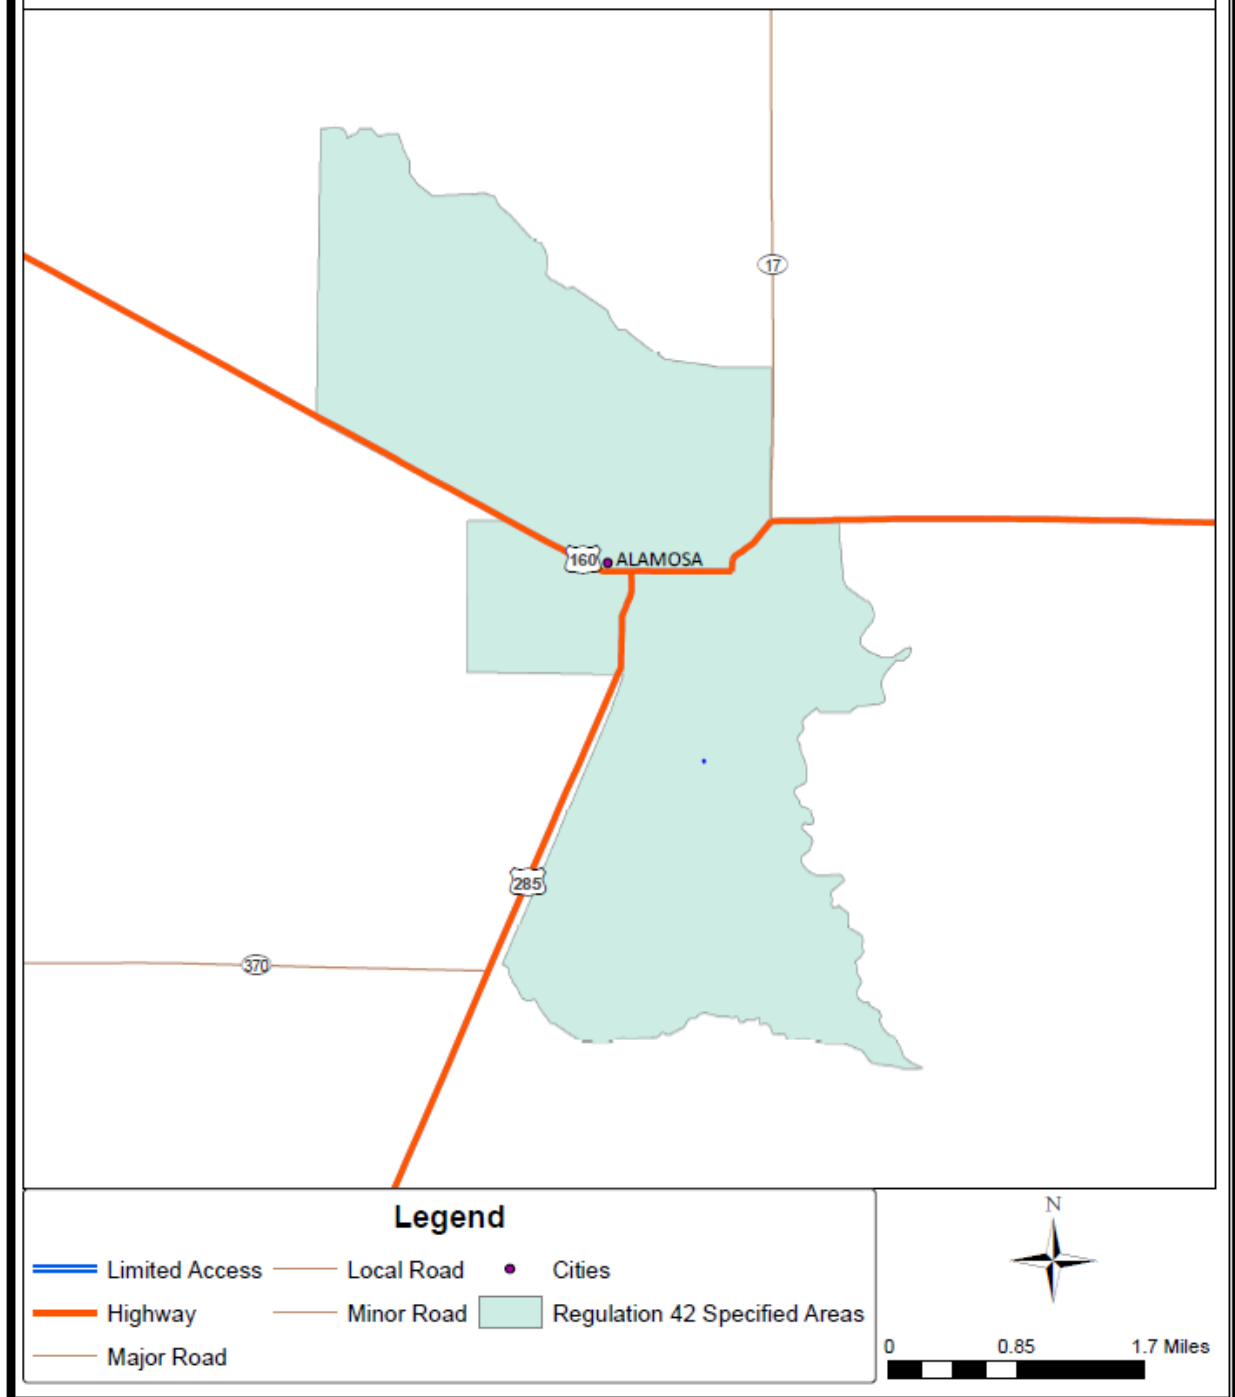 17
160
ALAMOSA
285
370
Legend
Limited Access
Local Road
Cities
Highway
Minor Road
Regulation 42 Specified Areas
Major Road
N
0 0.85 1.7 Miles